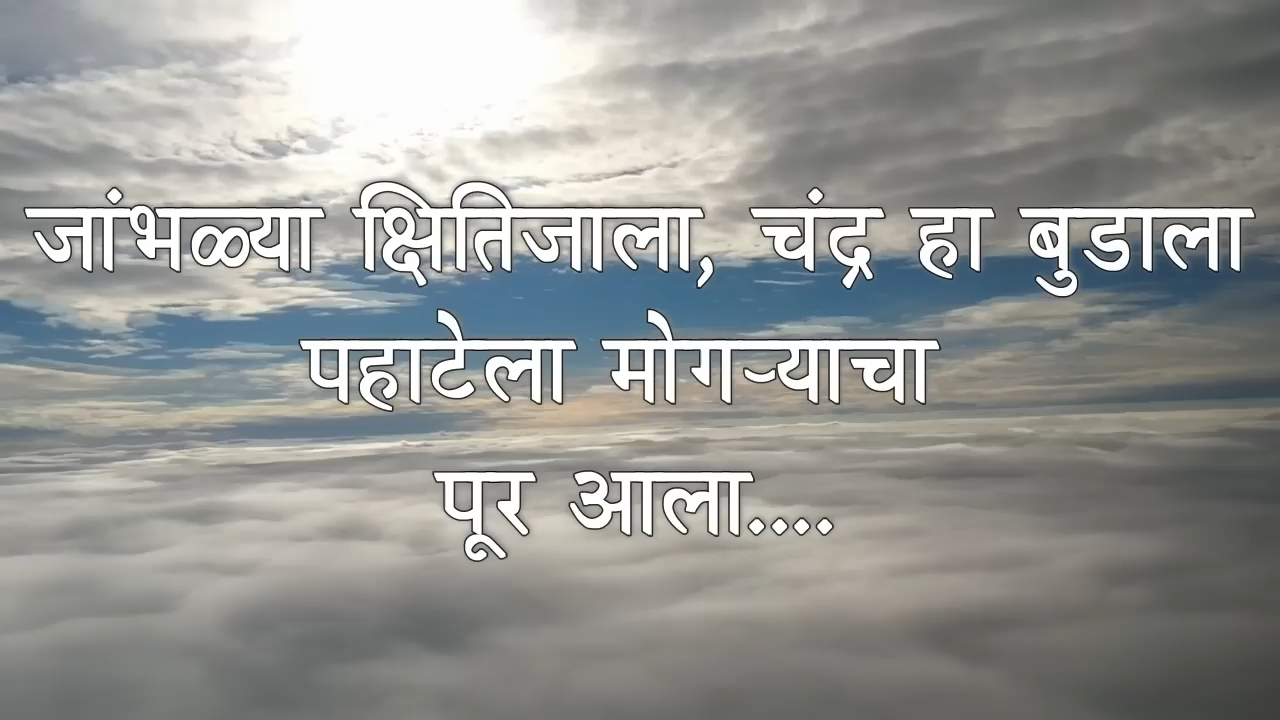 जांभळ्या क्षितिजाला, चंद्र हा बुडाला
पहाटेला मोगऱ्याचा
पूर आला....